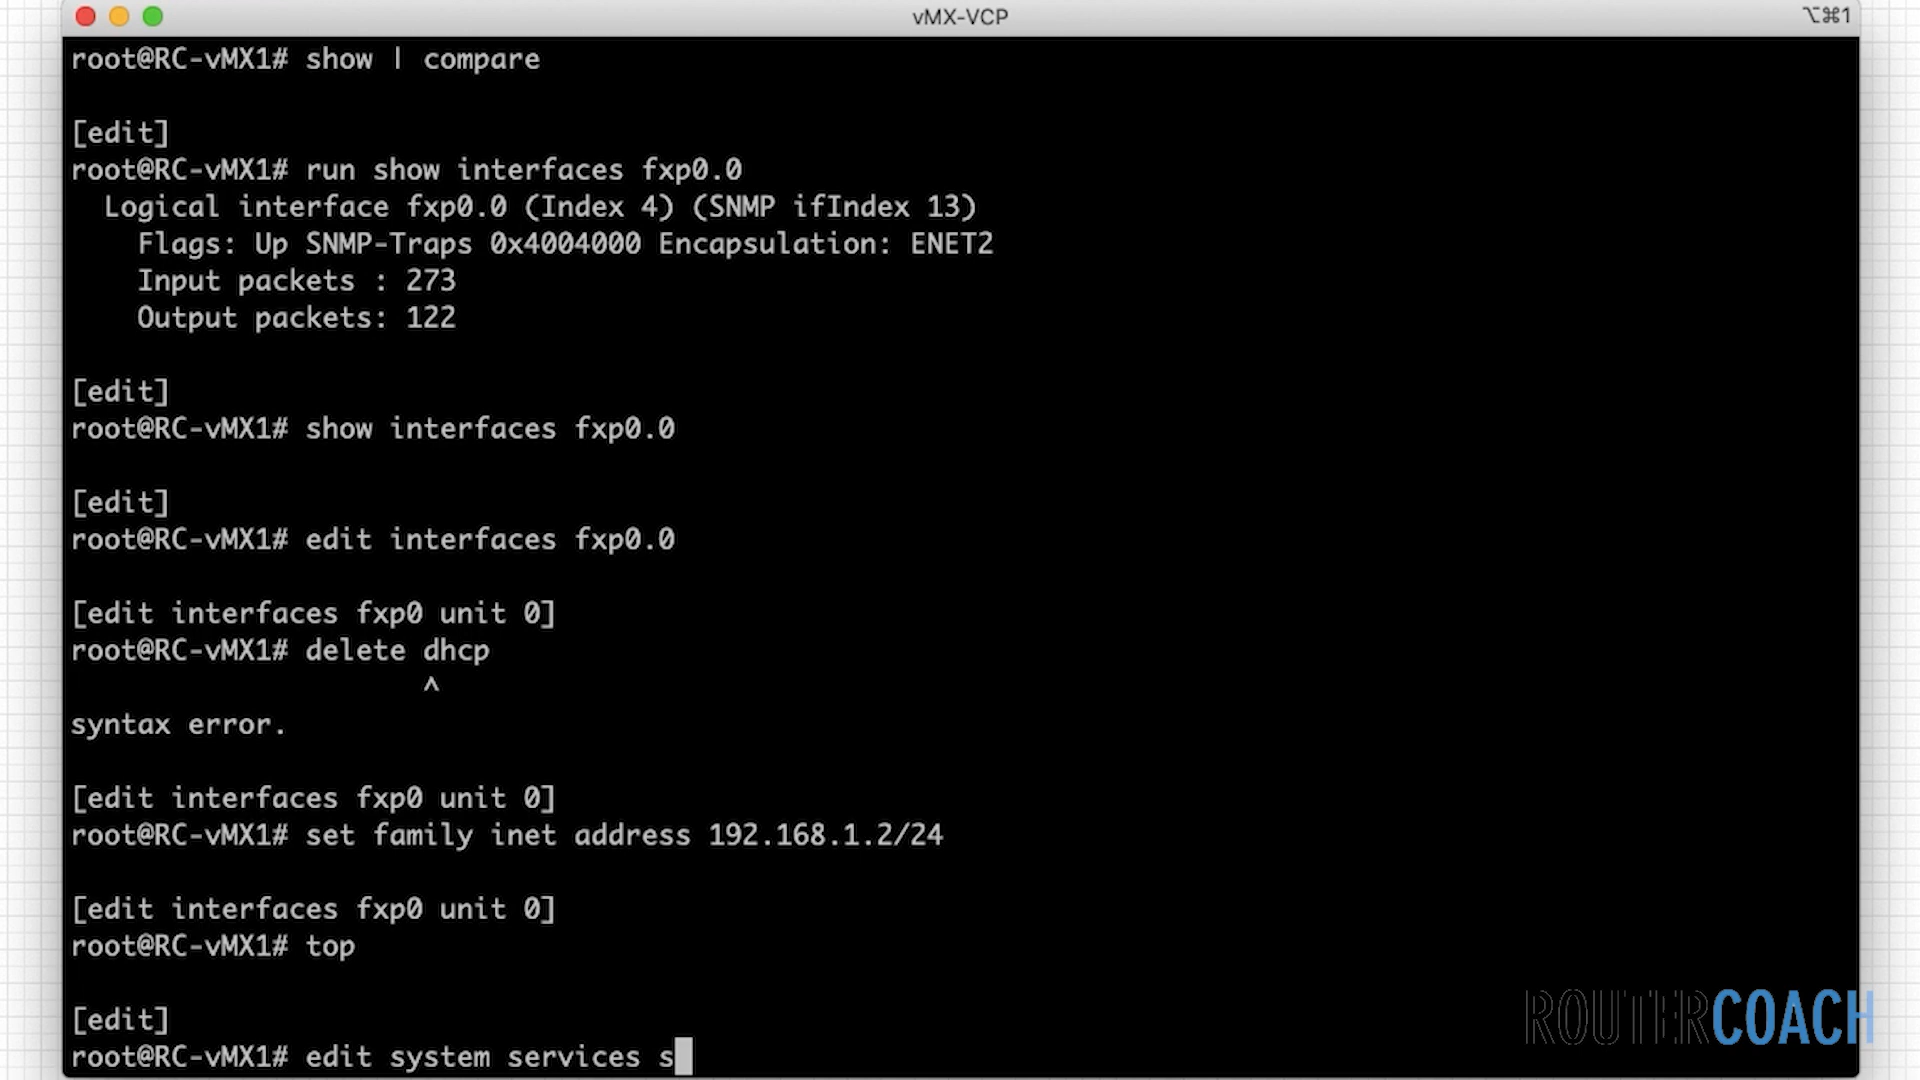 vMX-VCP
⌥⌘1
root@RC-vMX1# show | compare
[edit]
root@RC-vMX1# run show interfaces fxp0.0
Logical interface fxp0.0 (Index 4) (SNMP ifIndex 13)
Flags: Up SNMP-Traps 0x4004000 Encapsulation: ENET2
Input packets : 273
Output packets: 122
[edit]
root@RC-vMX1# show interfaces fxp0.0
[edit]
root@RC-vMX1# edit interfaces fxp0.0
[edit interfaces fxp0 unit 0]
root@RC-vMX1# delete dhcp
^
syntax error.
[edit interfaces fxp0 unit 0]
root@RC-vMX1# set family inet address 192.168.1.2/24
[edit interfaces fxp0 unit 0]
root@RC-vMX1# top
[edit]
root@RC-vMX1# edit system services s
ROUTERCOACH